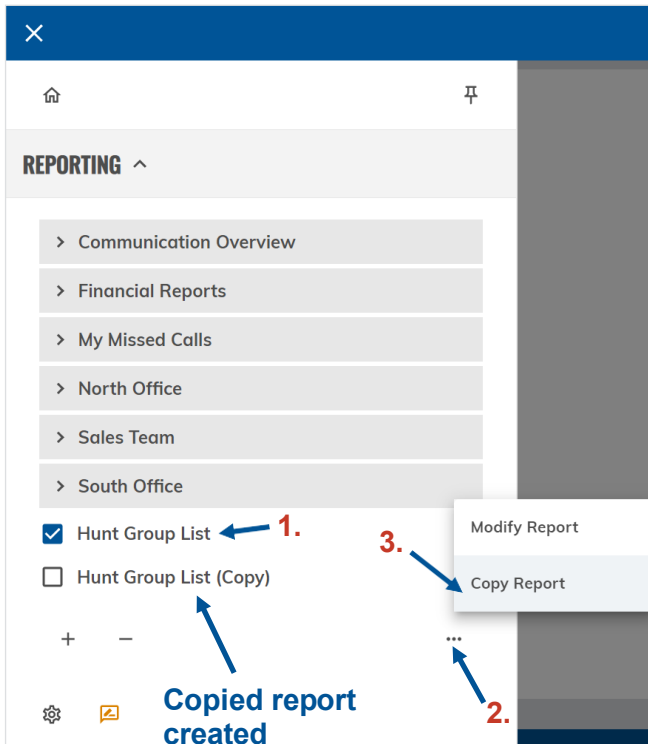 REPORTING
Communication Overview
Financial Reports
My Missed Calls
North Office
Sales Team
South Office
Hunt Group List
1.
Hunt Group List (Copy)
3.
Modify Report
Copy Report
2.
Copied report
created